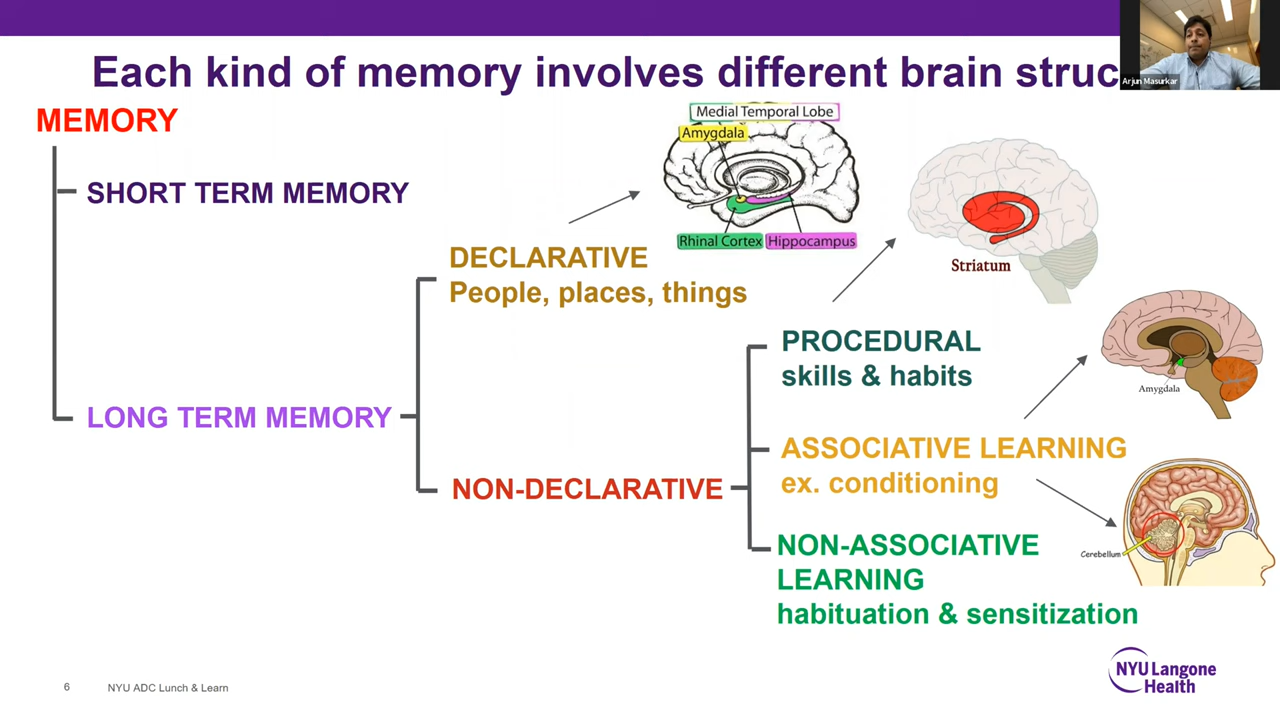 Each kind of memory involves different brain struc
Arjun Masurkar
MEMORY
Medial Temporal Lobe
Amygdala
SHORT TERM MEMORY
Rhinal Cortex
Hippocampus
Striatum
DECLARATIVE
People, places, things
PROCEDURAL
skills & habits
Amygdala
LONG TERM MEMORY
ASSOCIATIVE LEARNING
ex. conditioning
NON-DECLARATIVE
Cerebellum
NON-ASSOCIATIVE
LEARNING
habituation & sensitization
6
NYU ADC Lunch & Learn
NYU Langone
Health